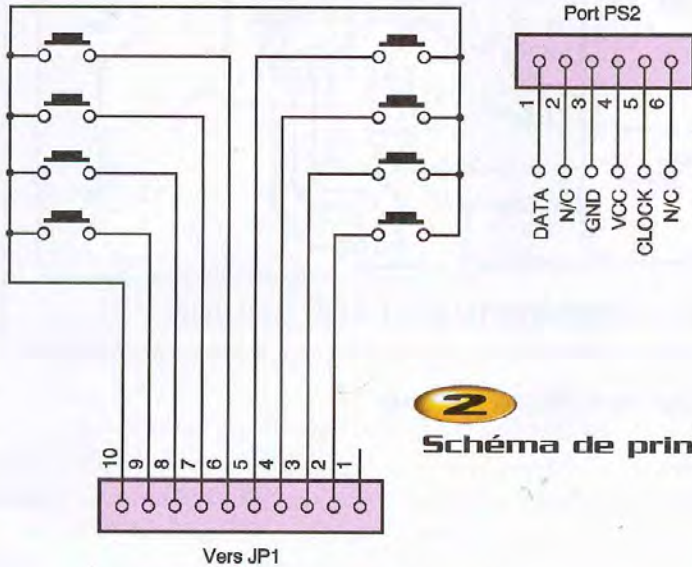 Port PS2
1 2 3 4 5 6
DATA N/C GND VCC CLOCK N/C
2
Schéma de prin
10 9 8 7 6 5 4 3 2 1
Vers JP1